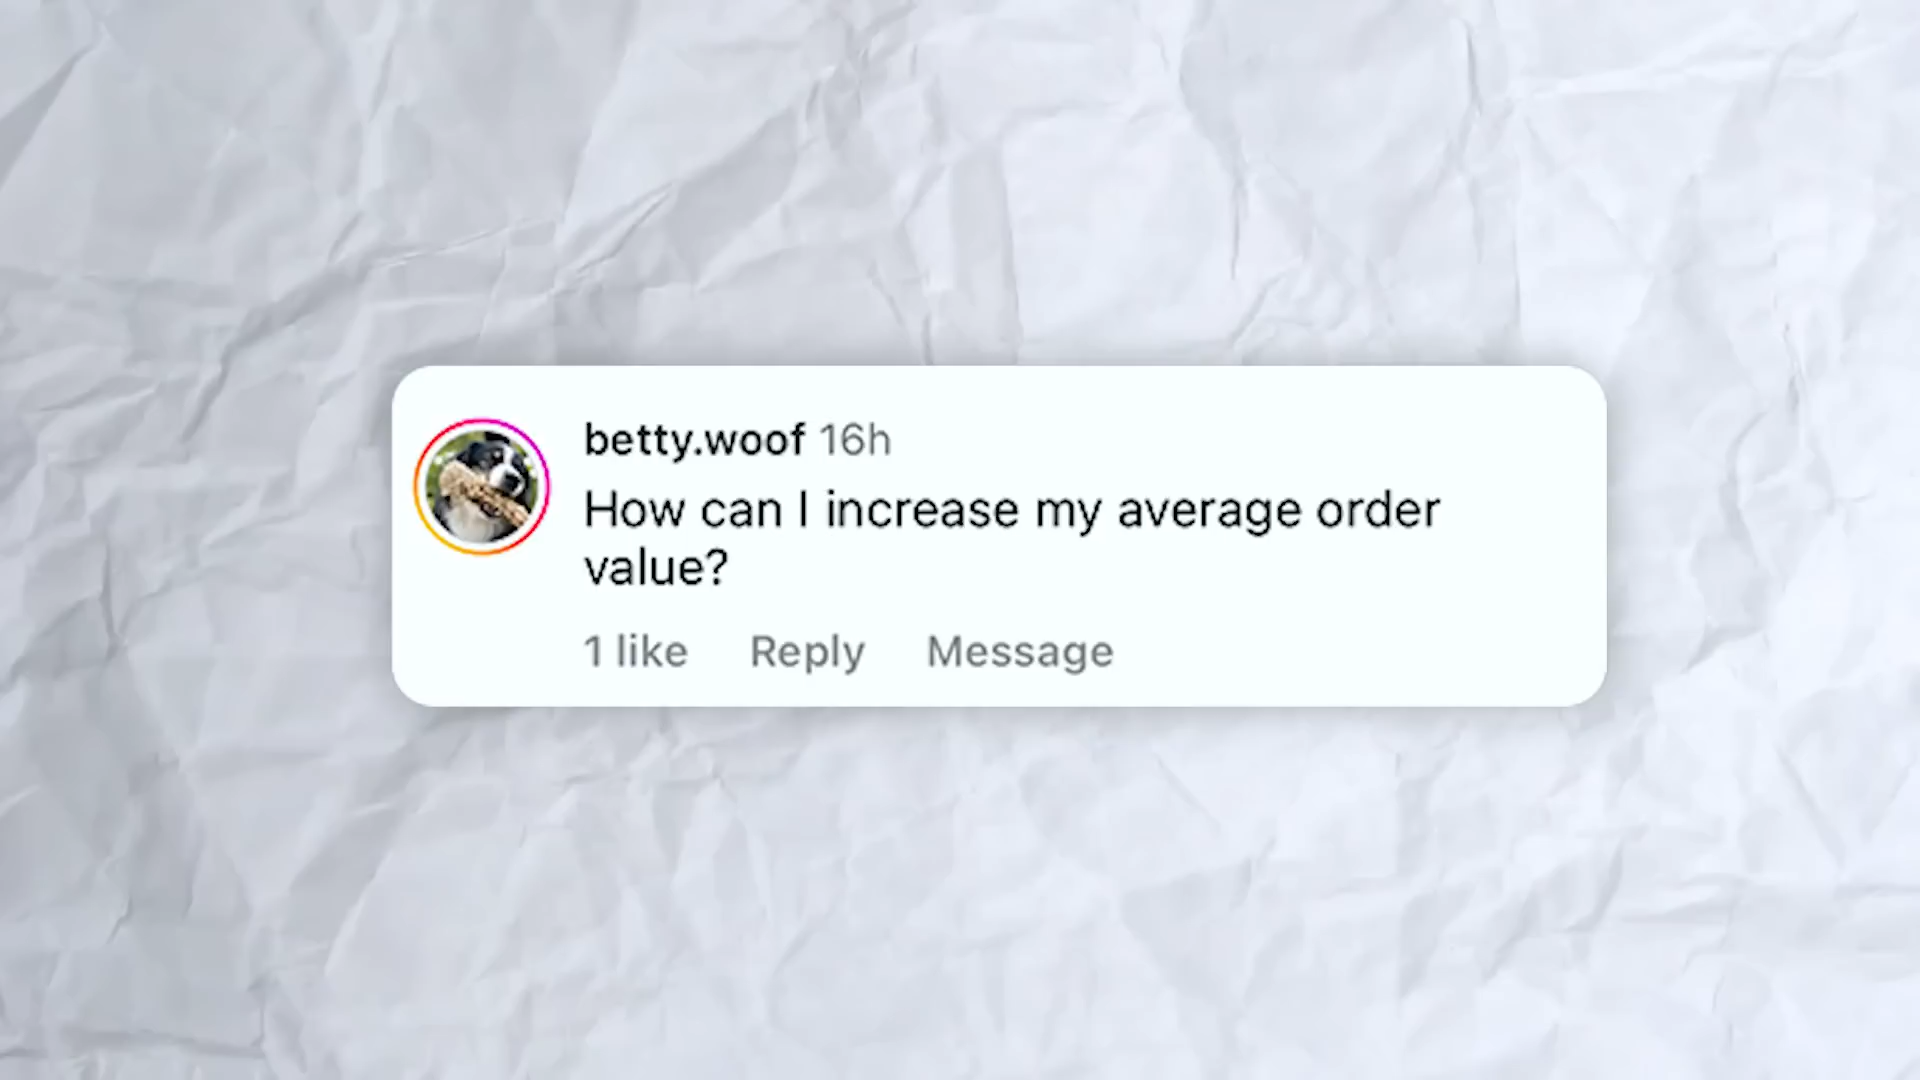 betty.woof 16h
How can I increase my average order
value?
1 like Reply Message